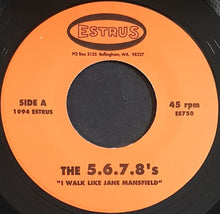 ESTRUS
PO Box 2125 Bellingham, WA. 98227
SIDE A
1994 ESTRUS
45 rpm
ES750
THE 5.6.7.8's
"I WALK LIKE JANE MANSFIELD"